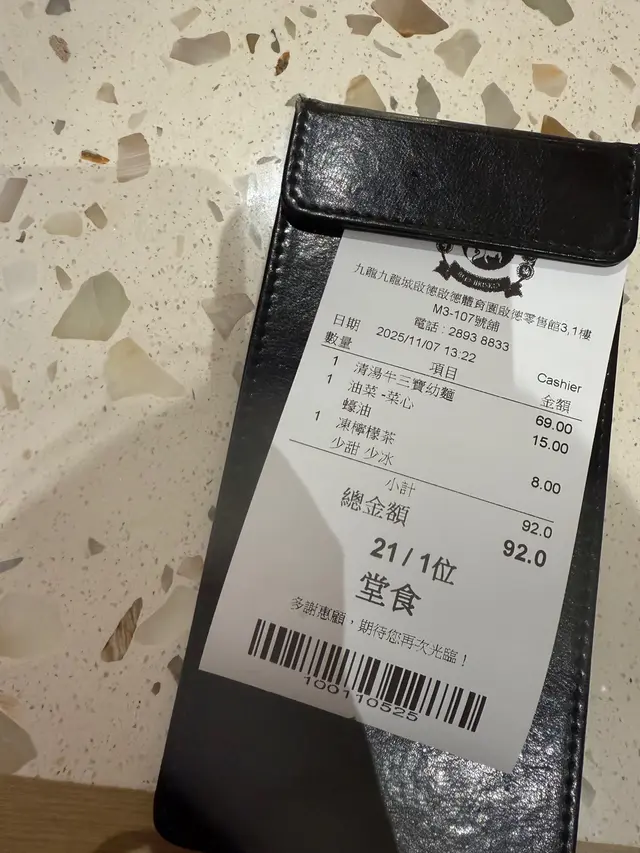 九龍九龍城啟德啟德體育園啟德零售館3,1樓
M3-107號舖
電話 : 2893 8833
日期 2025/11/07 13:22 Cashier
數量 項目 金額
1 清湯牛三寶幼麵 69.00
1 油菜 -菜心 15.00
蠔油
1 凍檸檬茶 8.00
少甜 少冰
小計 92.0
總金額 92.0
21 / 1位
堂食
多謝惠顧，期待您再次光臨！
100110525